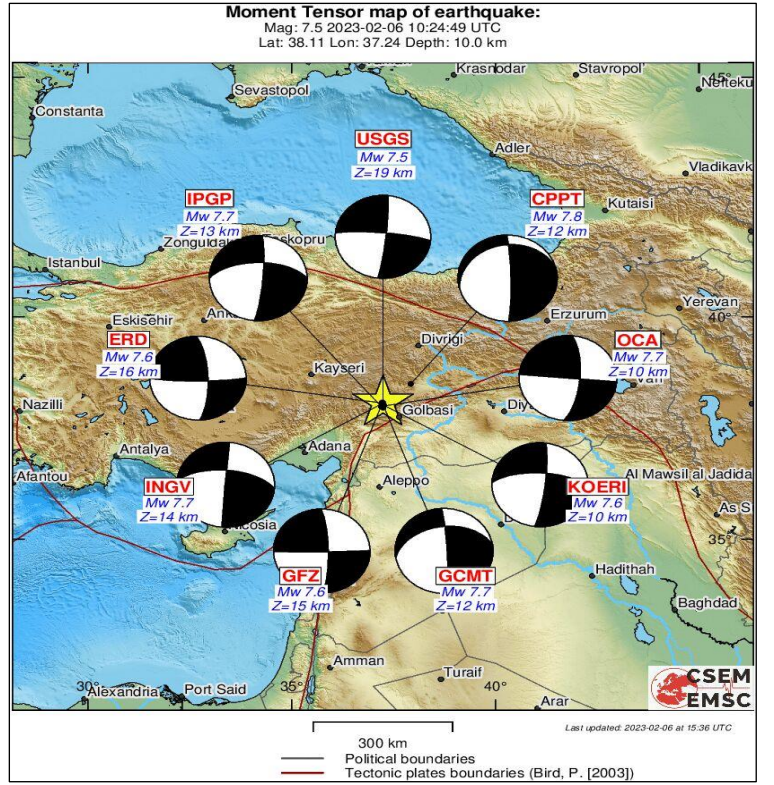 Moment Tensor map of earthquake:
Mag: 7.5 2023-02-06 10:24:49 UTC
Lat: 38.11 Lon: 37.24 Depth: 10.0 km
Krasnodar
Stavropol'
45°
Nefteku
Sevastopol
Constanta
USGS
Mw 7.5
Z=19 km
Adler
Vladikavk
IPGP
Mw 7.7
Z=13 km
CPPT
Mw 7.8
Z=12 km
Kutaisi
Zonguldak
Taskopru
Istanbul
Yerevan
40°
Eskisehir
Ank
Erzurum
ERD
Mw 7.6
Z=16 km
Divrigi
OCA
Mw 7.7
Z=10 km
Kayseri
Van
Nazilli
Golbasi
Diy
Antalya
Adana
Afantou
Aleppo
Al Mawsil al Jadida
INGV
Mw 7.7
Z=14 km
KOERI
Mw 7.6
Z=10 km
As S
Nicosia
D
35°
GFZ
Mw 7.6
Z=15 km
GCMT
Mw 7.7
Z=12 km
Hadithah
Baghdad
Amman
Turaif
30°
35°
40°
Alexandria
Port Said
Arar
CSEM
EMSC
Last updated: 2023-02-06 at 15:36 UTC
300 km
Political boundaries
Tectonic plates boundaries (Bird, P. [2003])